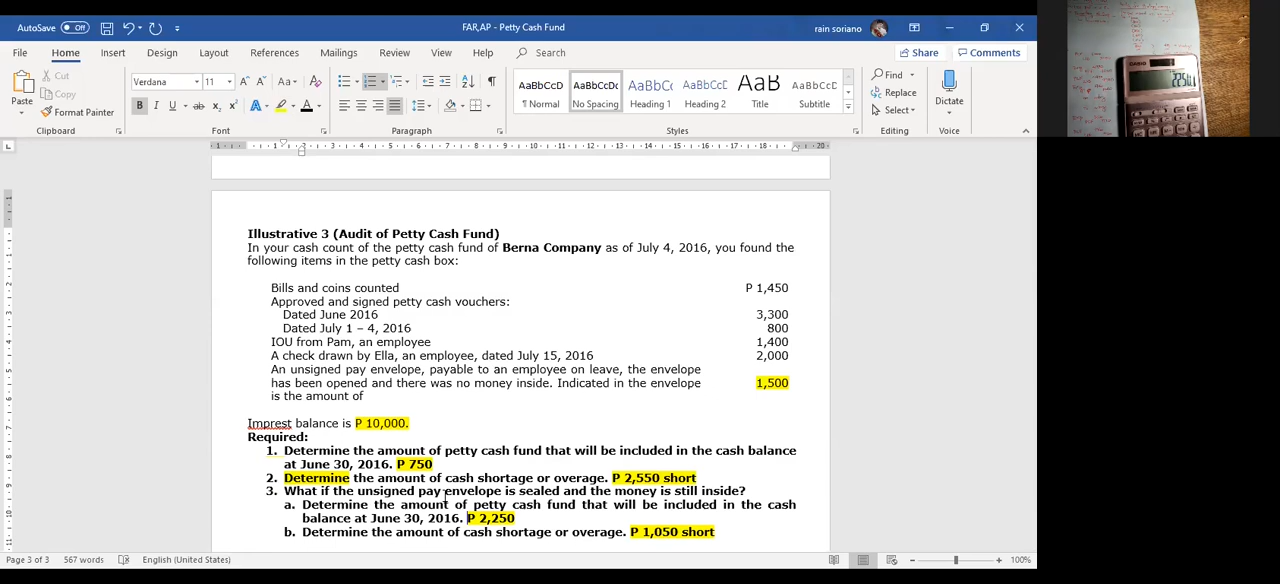 AutoSave Off FAR,AP - Petty Cash Fund rain soriano
File Home Insert Design Layout References Mailings Review View Help Search Share Comments
Paste
Cut
Copy
Format Painter
Clipboard
Verdana 11
Font
Paragraph
AaBbCcDc AaBbCcDc AaBbCc AaBbCcC AaB AaBbCcC
¶ Normal No Spacing Heading 1 Heading 2 Title Subtitle
Styles
Find
Replace
Select
Editing
Dictate
Voice
CASIO
Illustrative 3 (Audit of Petty Cash Fund)
In your cash count of the petty cash fund of Berna Company as of July 4, 2016, you found the
following items in the petty cash box:
Bills and coins counted P 1,450
Approved and signed petty cash vouchers:
Dated June 2016 3,300
Dated July 1 – 4, 2016 800
IOU from Pam, an employee 1,400
A check drawn by Ella, an employee, dated July 15, 2016 2,000
An unsigned pay envelope, payable to an employee on leave, the envelope
has been opened and there was no money inside. Indicated in the envelope 1,500
is the amount of
Imprest balance is P 10,000.
Required:
1. Determine the amount of petty cash fund that will be included in the cash balance
at June 30, 2016. P 750
2. Determine the amount of cash shortage or overage. P 2,550 short
3. What if the unsigned pay envelope is sealed and the money is still inside?
a. Determine the amount of petty cash fund that will be included in the cash
balance at June 30, 2016. P 2,250
b. Determine the amount of cash shortage or overage. P 1,050 short
Page 3 of 3 567 words English (United States) 100%